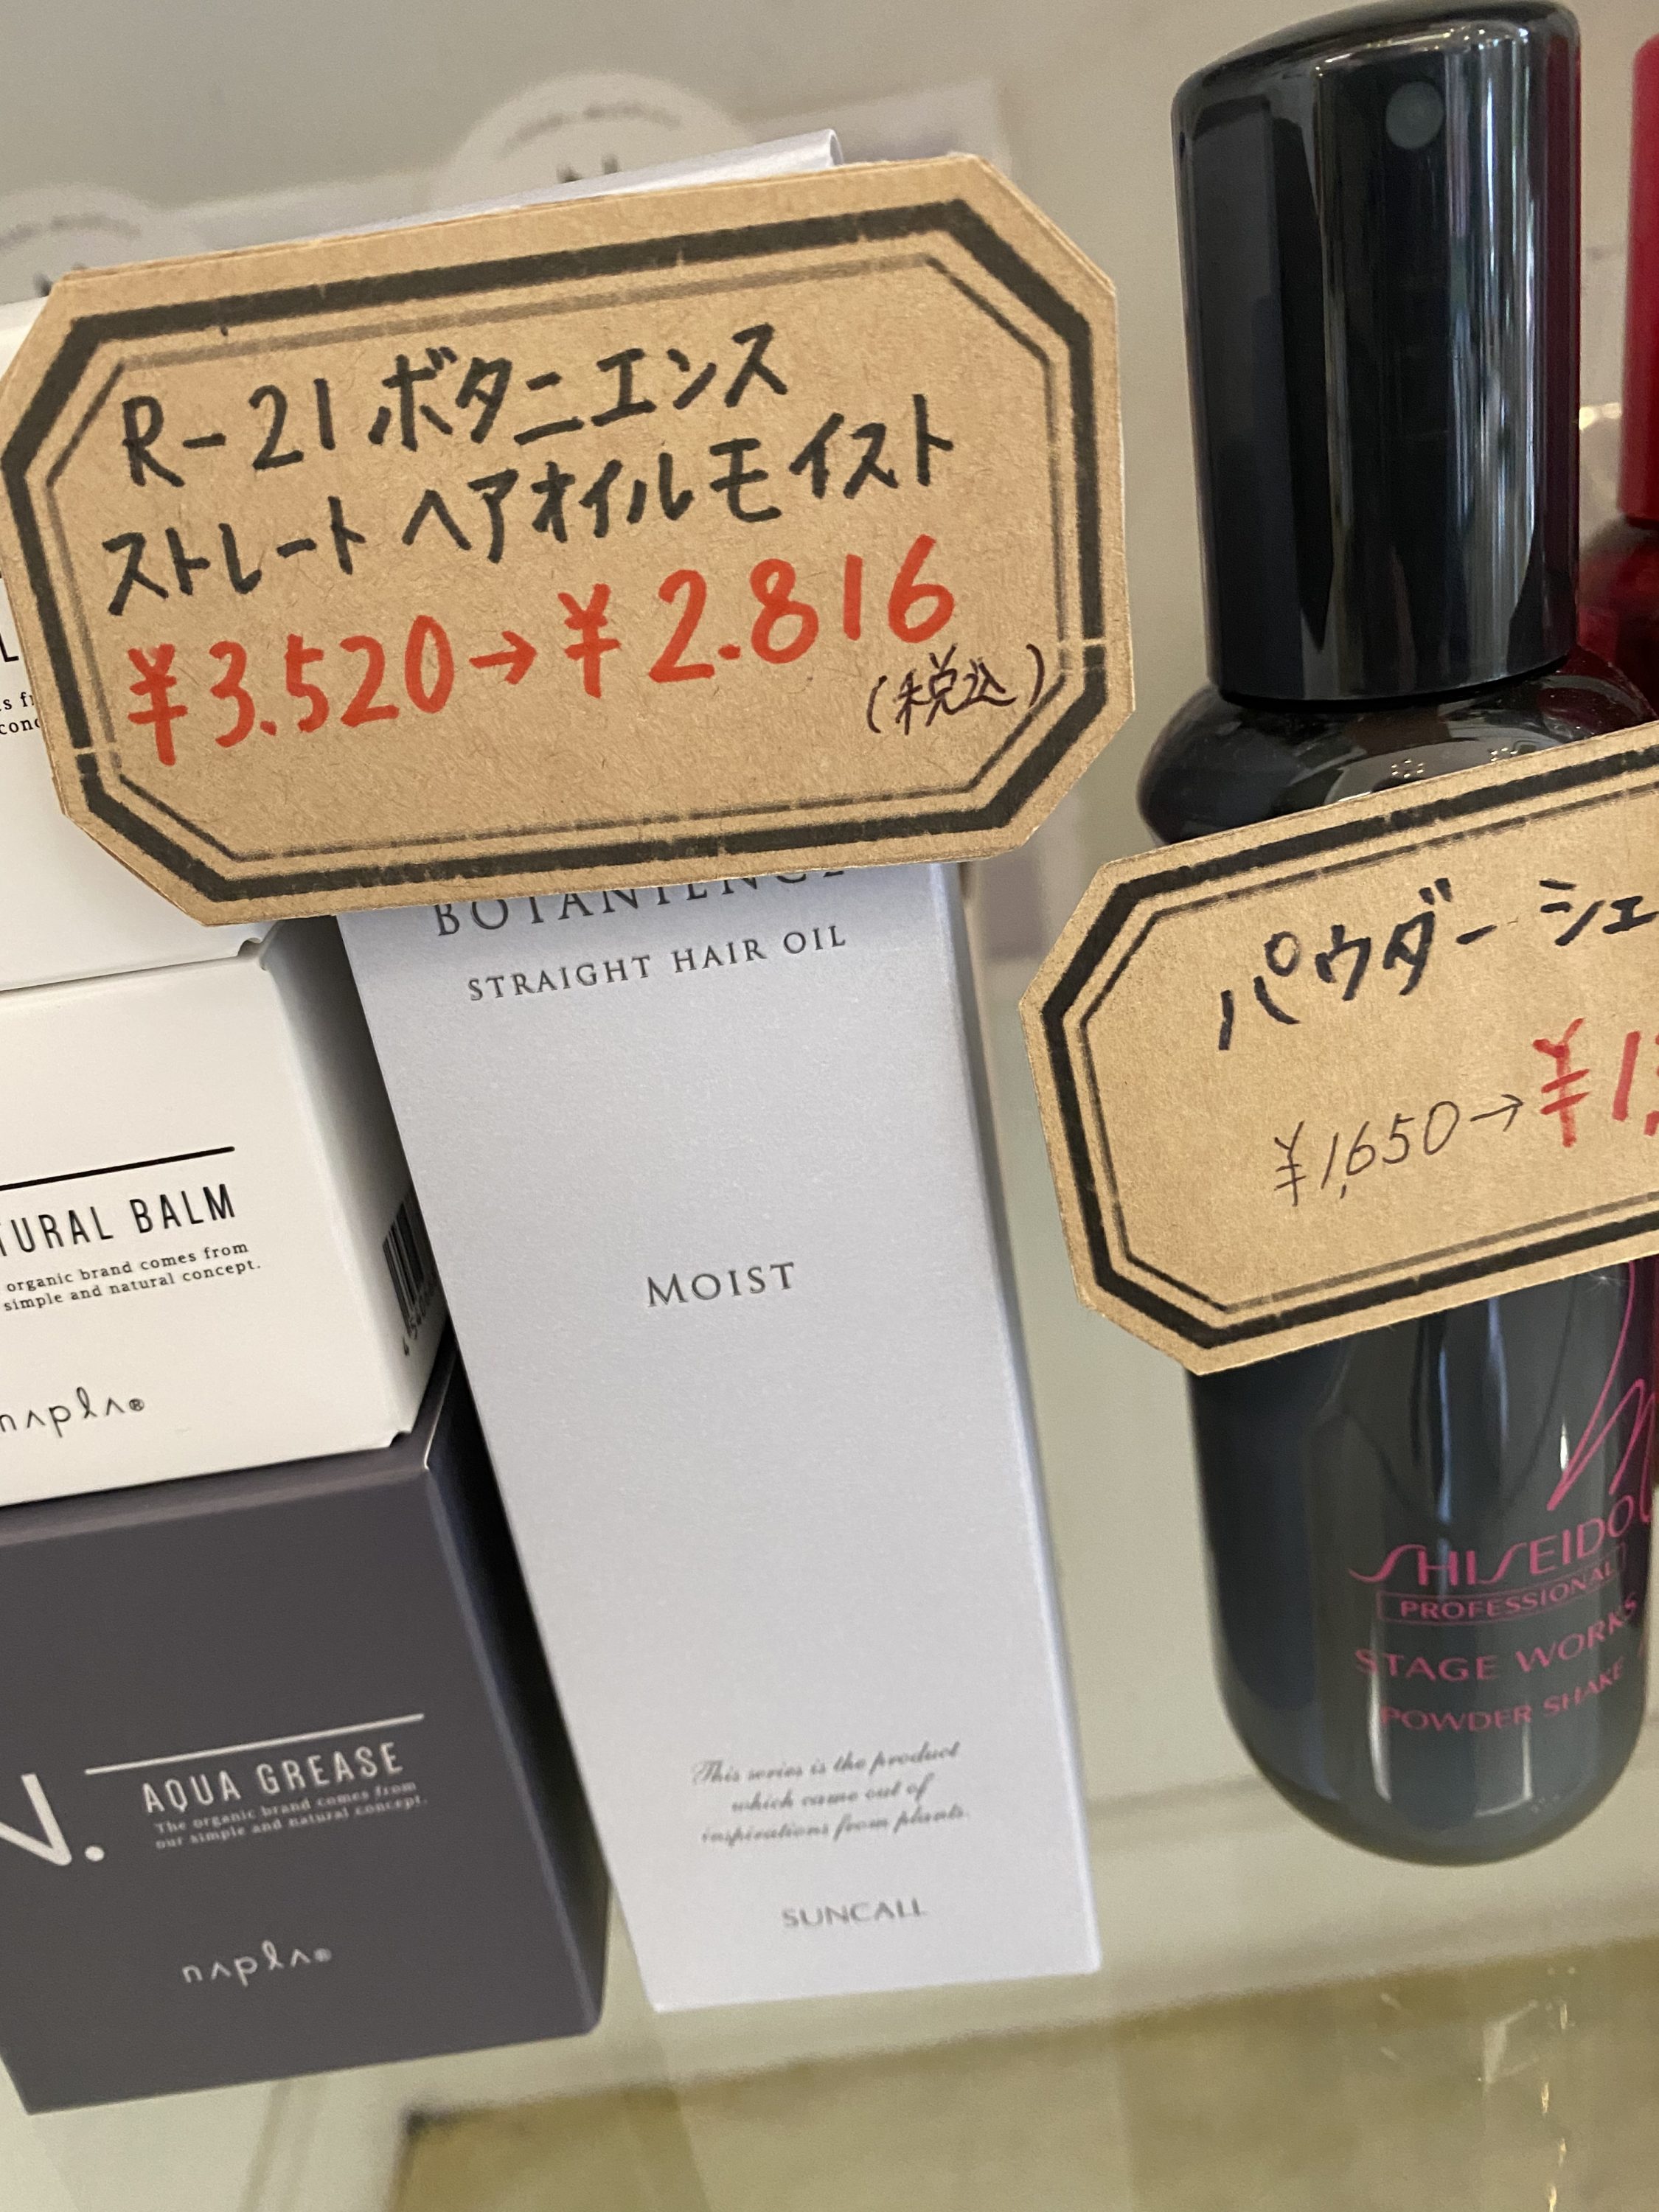 R-21 ボタニエンス
ストレート ヘアオイル モイスト
¥3.520→¥2.816
(税込)
BOTANIENCE
STRAIGHT HAIR OIL
MOIST
This series is the product
which came out of
inspirations from plants.
SUNCALL
BALM
organic brand comes from
simple and natural concept.
napla®
N.
AQUA GREASE
The organic brand comes from
our simple and natural concept.
napla®
パウダー シェ
¥1,650→¥1,
SHISEIDO
PROFESSIONAL
STAGE WORKS
POWDER SHAKE